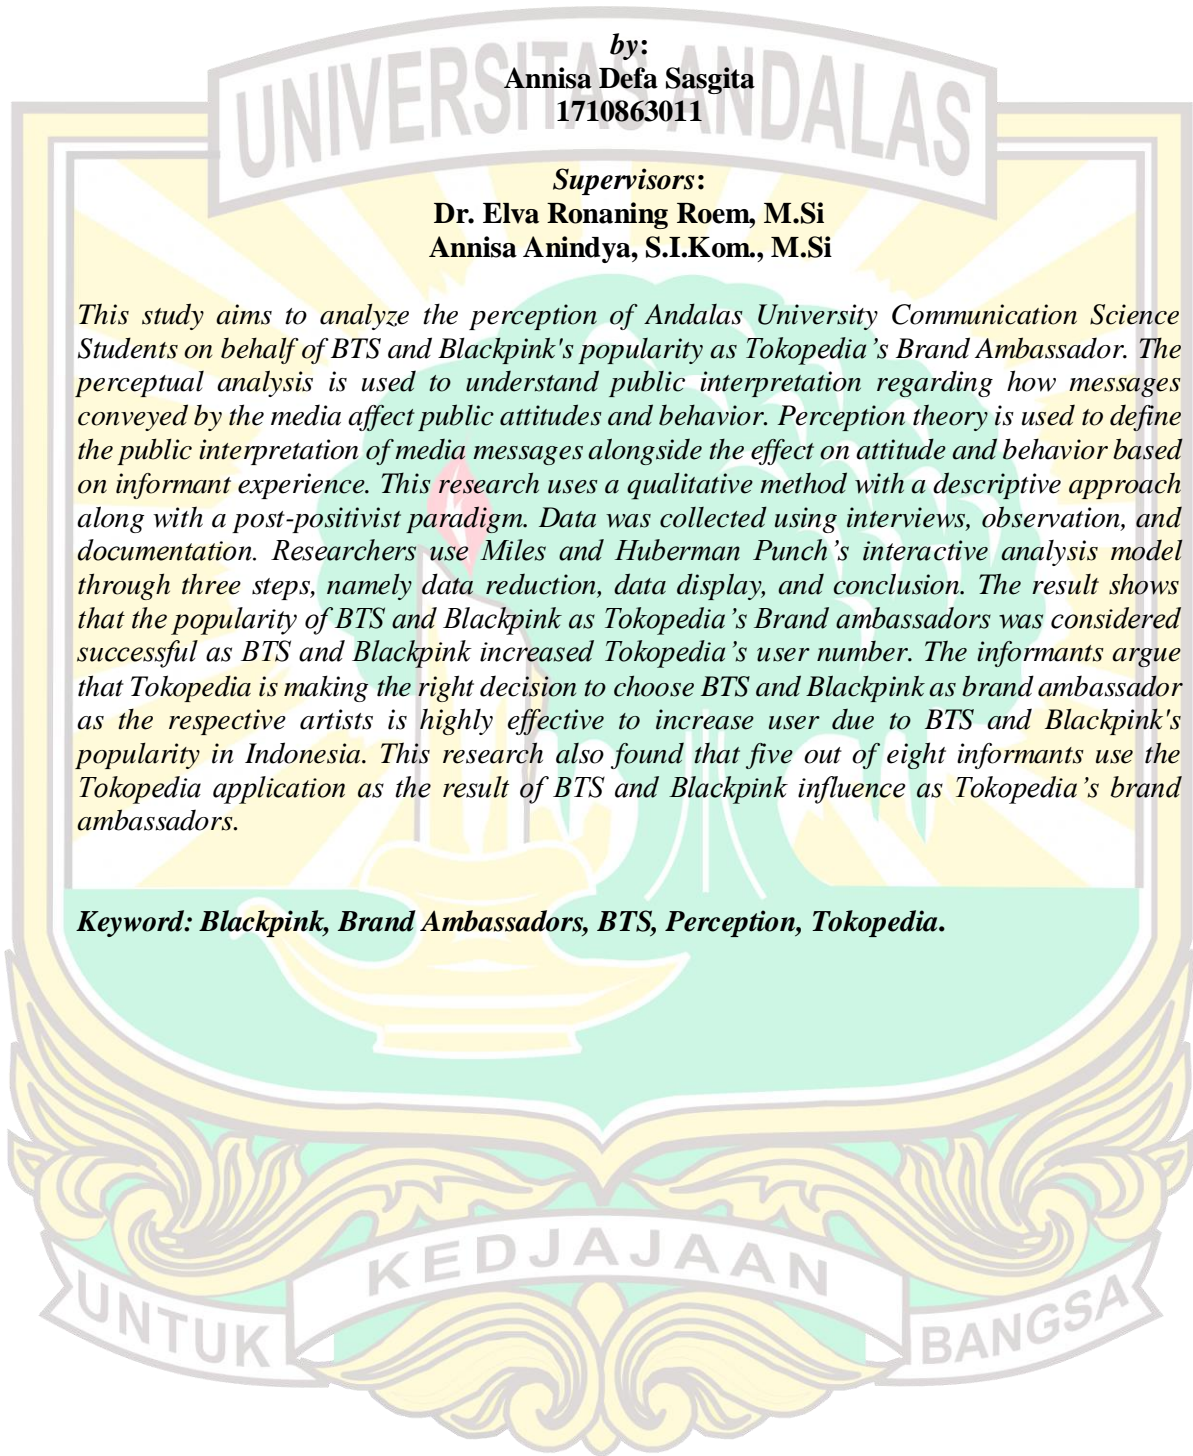 UNIVERSITAS ANDALAS
by:
Annisa Defa Sasgita
1710863011
Supervisors:
Dr. Elva Ronaning Roem, M.Si
Annisa Anindya, S.I.Kom., M.Si
This study aims to analyze the perception of Andalas University Communication Science
Students on behalf of BTS and Blackpink's popularity as Tokopedia’s Brand Ambassador. The
perceptual analysis is used to understand public interpretation regarding how messages
conveyed by the media affect public attitudes and behavior. Perception theory is used to define
the public interpretation of media messages alongside the effect on attitude and behavior based
on informant experience. This research uses a qualitative method with a descriptive approach
along with a post-positivist paradigm. Data was collected using interviews, observation, and
documentation. Researchers use Miles and Huberman Punch’s interactive analysis model
through three steps, namely data reduction, data display, and conclusion. The result shows
that the popularity of BTS and Blackpink as Tokopedia’s Brand ambassadors was considered
successful as BTS and Blackpink increased Tokopedia’s user number. The informants argue
that Tokopedia is making the right decision to choose BTS and Blackpink as brand ambassador
as the respective artists is highly effective to increase user due to BTS and Blackpink's
popularity in Indonesia. This research also found that five out of eight informants use the
Tokopedia application as the result of BTS and Blackpink influence as Tokopedia’s brand
ambassadors.
Keyword: Blackpink, Brand Ambassadors, BTS, Perception, Tokopedia.
UNTUK KEDJAJAAN BANGSA